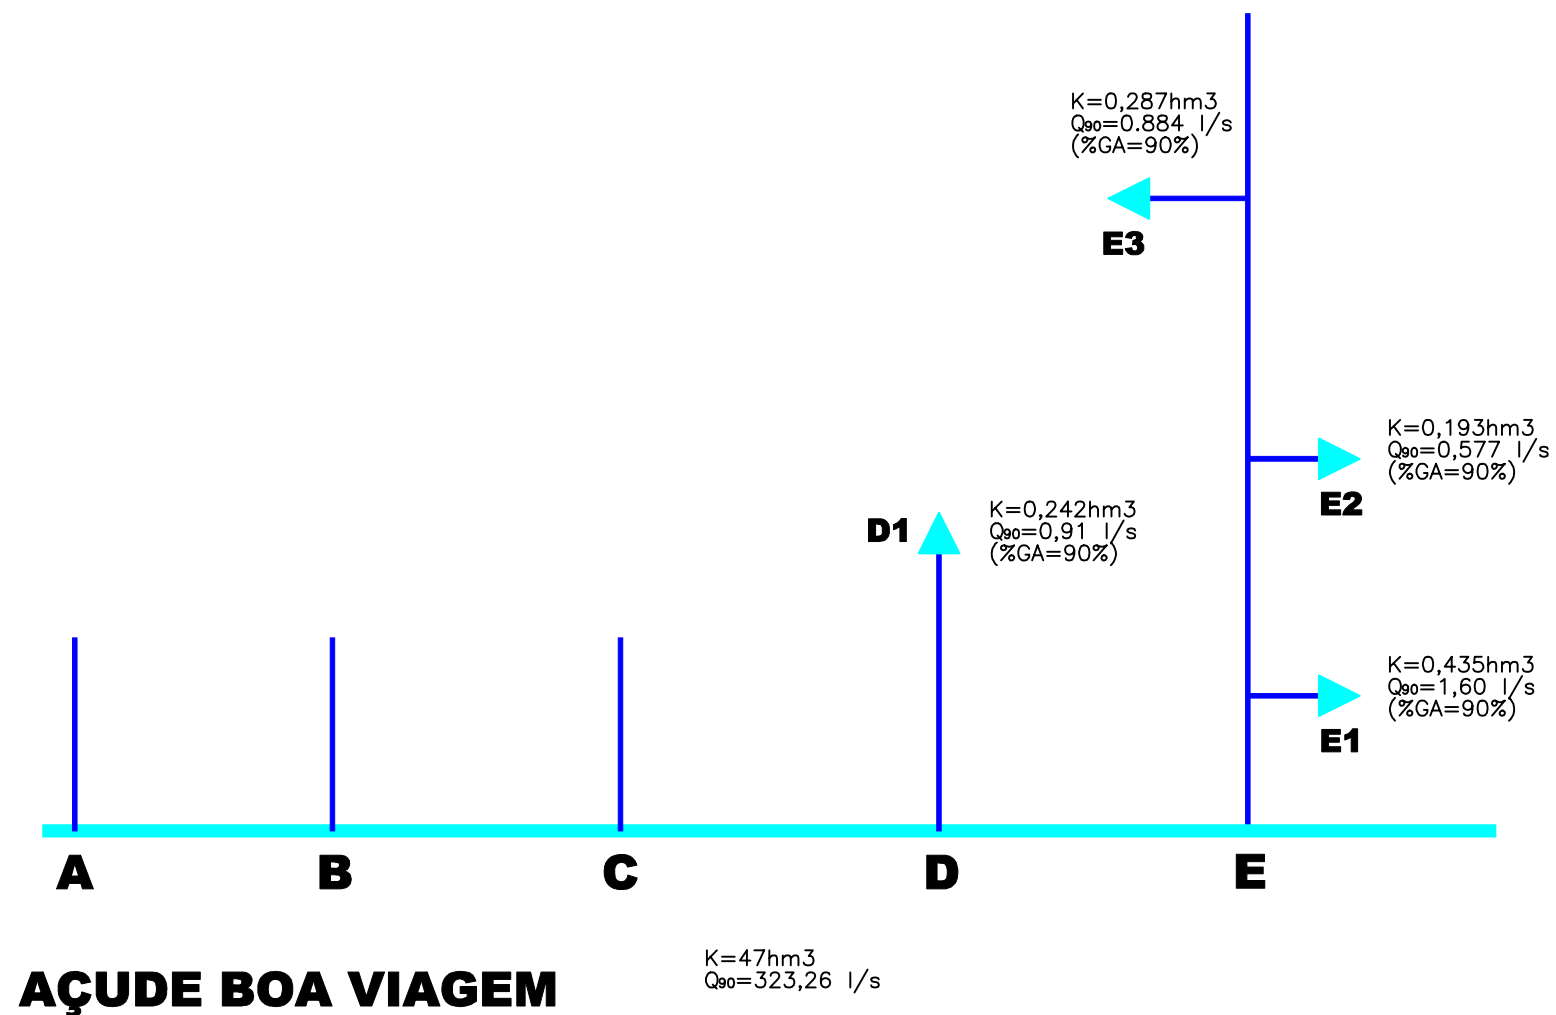 K=0,287hm3
Q90=0.884 l/s
(%GA=90%)
E3
K=0,193hm3
Q90=0,577 l/s
(%GA=90%)
E2
D1
K=0,242hm3
Q90=0,91 l/s
(%GA=90%)
K=0,435hm3
Q90=1,60 l/s
(%GA=90%)
E1
A B C D E
AÇUDE BOA VIAGEM
K=47hm3
Q90=323,26 l/s